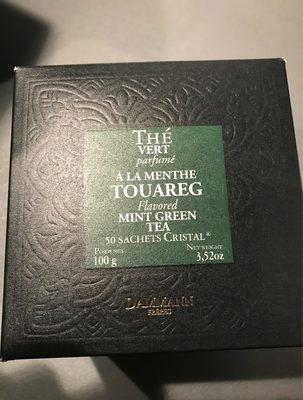 THÉ
VERT
parfumé
À LA MENTHE
TOUAREG
Flavored
MINT GREEN
TEA
50 SACHETS CRISTAL®
POIDS NET NET WEIGHT
100 g 3,52oz
DAMMANN
FRÈRES